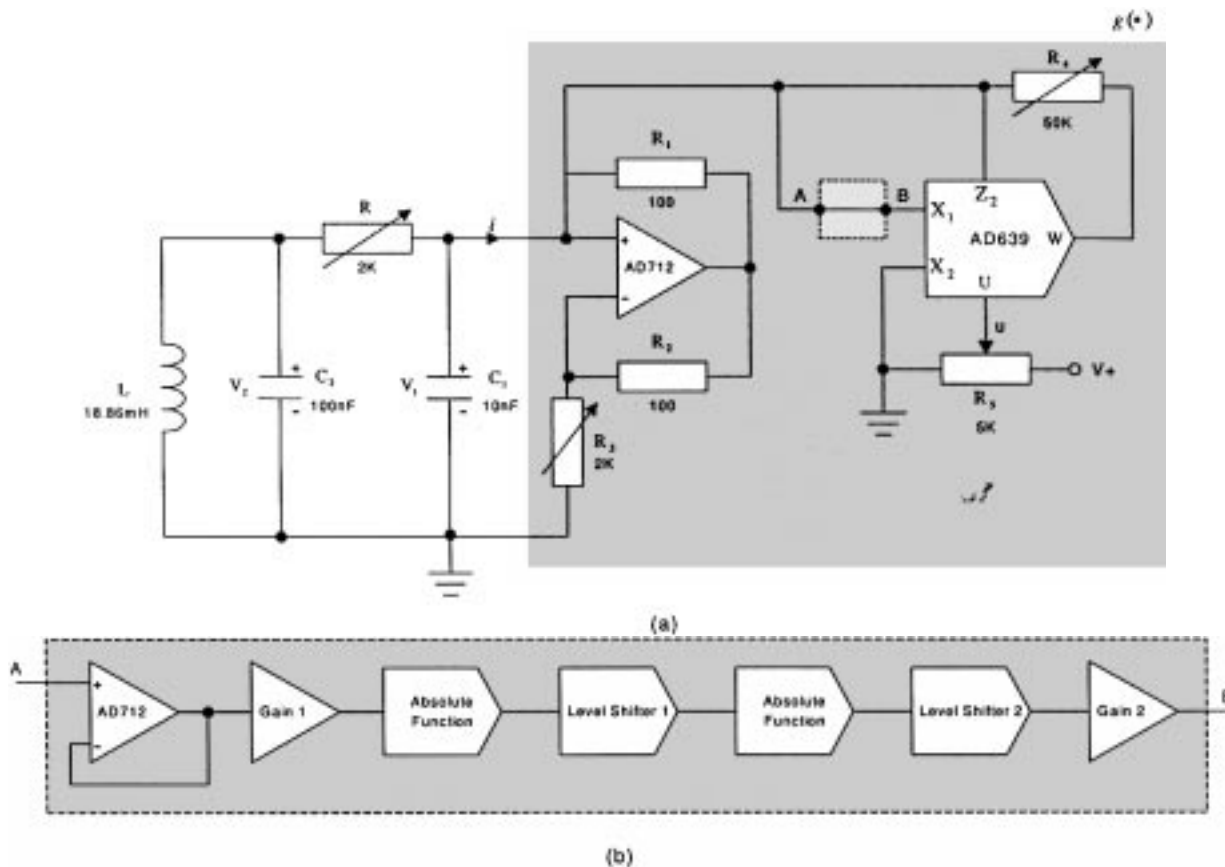 g(•)
R4
50K
R1
100
A
B
X1
Z2
AD639
W
X2
U
u
R
2K
i
+
AD712
-
R2
100
R3
2K
V+
R5
5K
L
18.86mH
V2
+
C2
100nF
-
V1
+
C1
10nF
-
(a)
A
+
AD712
-
Gain 1
Absolute
Function
Level Shifter 1
Absolute
Function
Level Shifter 2
Gain 2
B
(b)